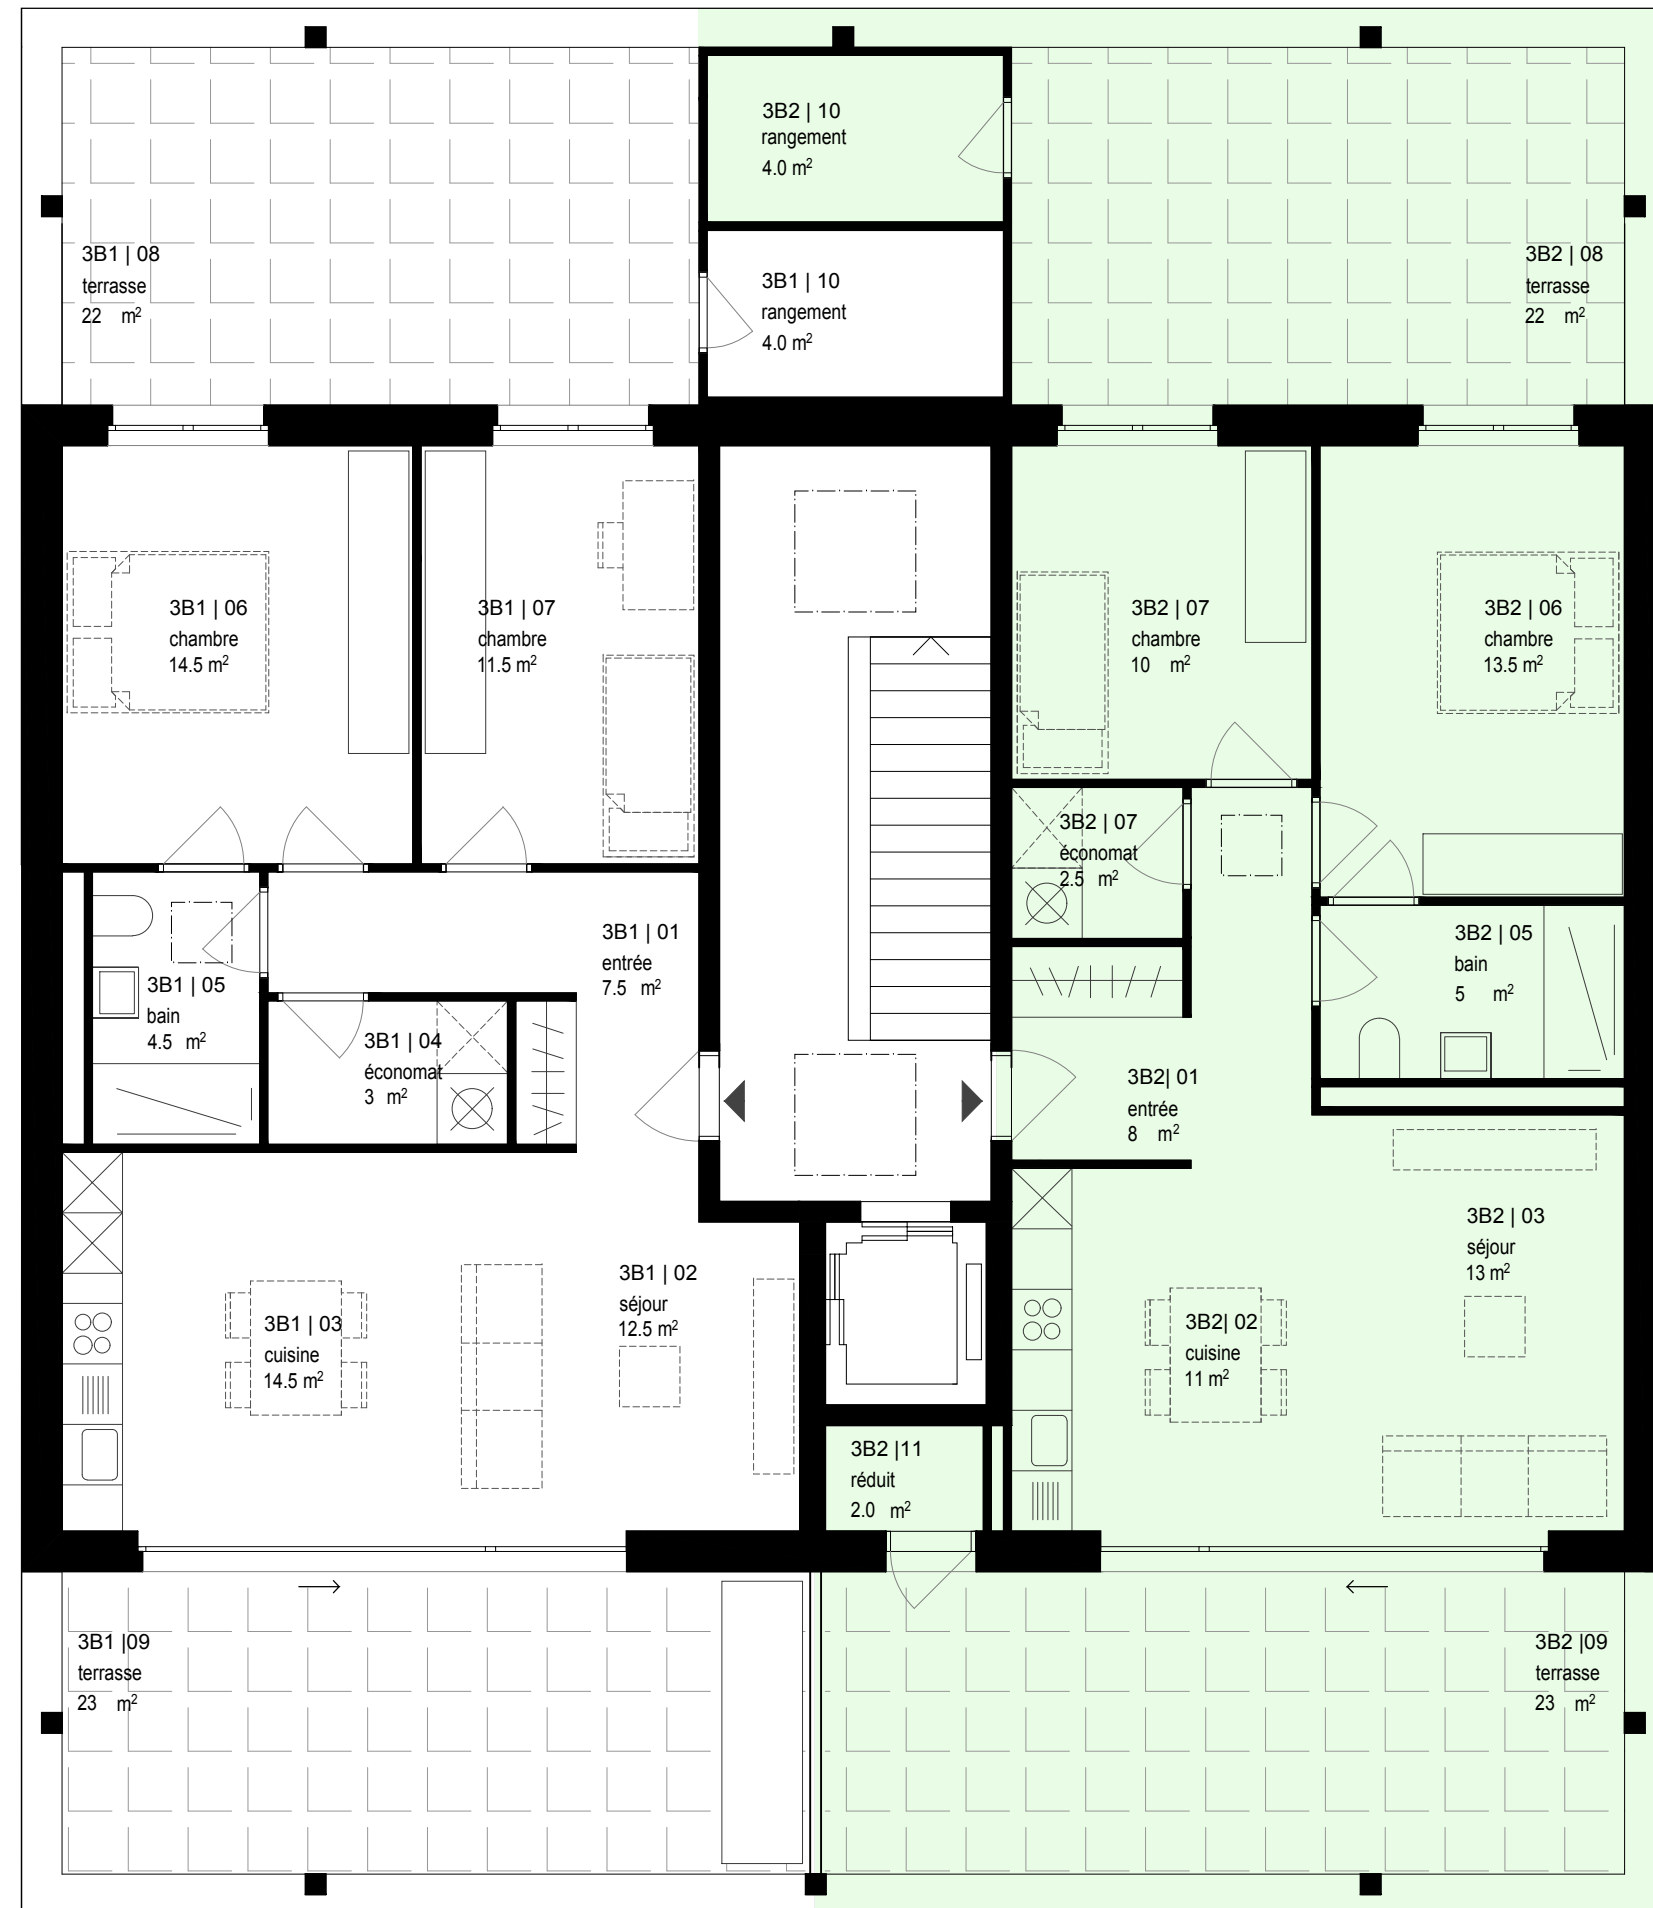 3B2 | 10
rangement
4.0 m²
3B1 | 08
terrasse
22 m²
3B1 | 10
rangement
4.0 m²
3B2 | 08
terrasse
22 m²
3B1 | 06
chambre
14.5 m²
3B1 | 07
chambre
11.5 m²
3B2 | 07
chambre
10 m²
3B2 | 06
chambre
13.5 m²
3B2 | 07
économat
2.5 m²
3B1 | 01
entrée
7.5 m²
3B2 | 05
bain
5 m²
3B1 | 05
bain
4.5 m²
3B1 | 04
économat
3 m²
3B2| 01
entrée
8 m²
3B1 | 02
séjour
12.5 m²
3B2 | 03
séjour
13 m²
3B1 | 03
cuisine
14.5 m²
3B2| 02
cuisine
11 m²
3B2 |11
réduit
2.0 m²
3B1 |09
terrasse
23 m²
3B2 |09
terrasse
23 m²